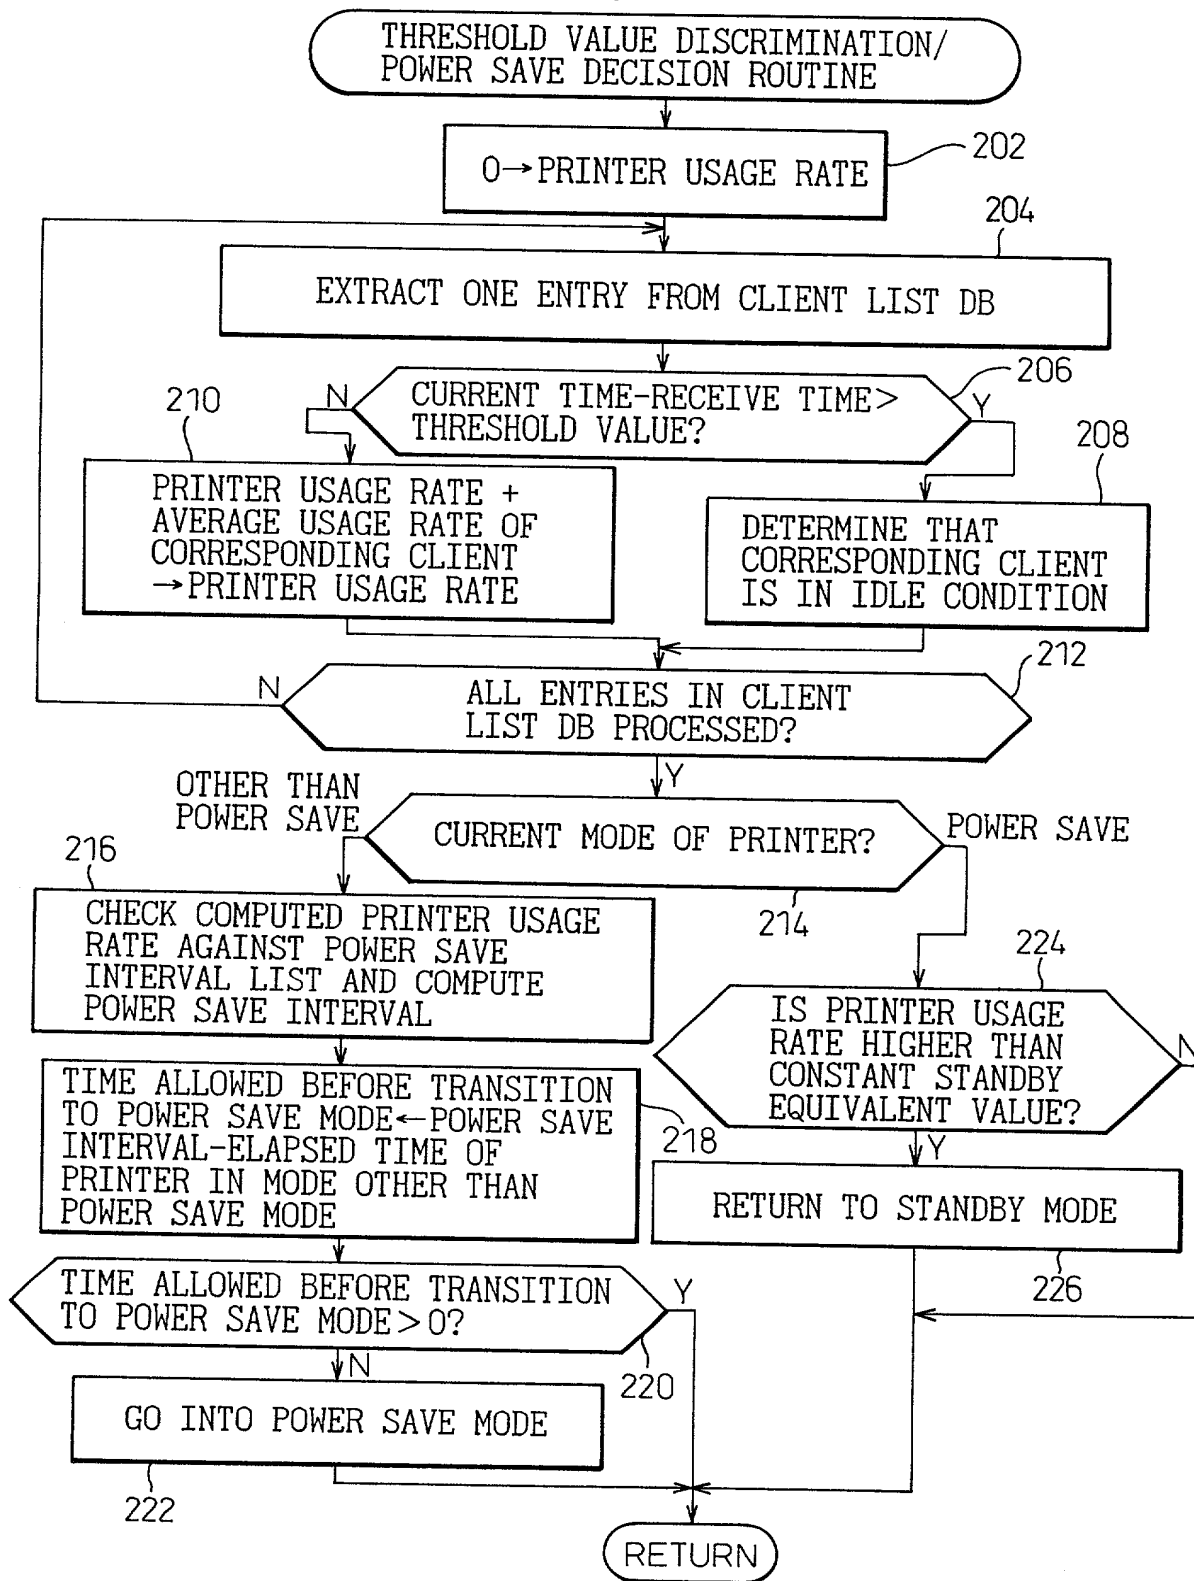 THRESHOLD VALUE DISCRIMINATION/
POWER SAVE DECISION ROUTINE
202
0→PRINTER USAGE RATE
204
EXTRACT ONE ENTRY FROM CLIENT LIST DB
206
210
N
CURRENT TIME-RECEIVE TIME>
THRESHOLD VALUE?
Y
208
PRINTER USAGE RATE +
AVERAGE USAGE RATE OF
CORRESPONDING CLIENT
→PRINTER USAGE RATE
DETERMINE THAT
CORRESPONDING CLIENT
IS IN IDLE CONDITION
212
N
ALL ENTRIES IN CLIENT
LIST DB PROCESSED?
Y
OTHER THAN
POWER SAVE
CURRENT MODE OF PRINTER?
POWER SAVE
216
214
CHECK COMPUTED PRINTER USAGE
RATE AGAINST POWER SAVE
INTERVAL LIST AND COMPUTE
POWER SAVE INTERVAL
224
IS PRINTER USAGE
RATE HIGHER THAN
CONSTANT STANDBY
EQUIVALENT VALUE?
N
Y
TIME ALLOWED BEFORE TRANSITION
TO POWER SAVE MODE←POWER SAVE
INTERVAL-ELAPSED TIME OF
PRINTER IN MODE OTHER THAN
POWER SAVE MODE
218
RETURN TO STANDBY MODE
226
TIME ALLOWED BEFORE TRANSITION
TO POWER SAVE MODE>0?
Y
N
220
GO INTO POWER SAVE MODE
222
RETURN